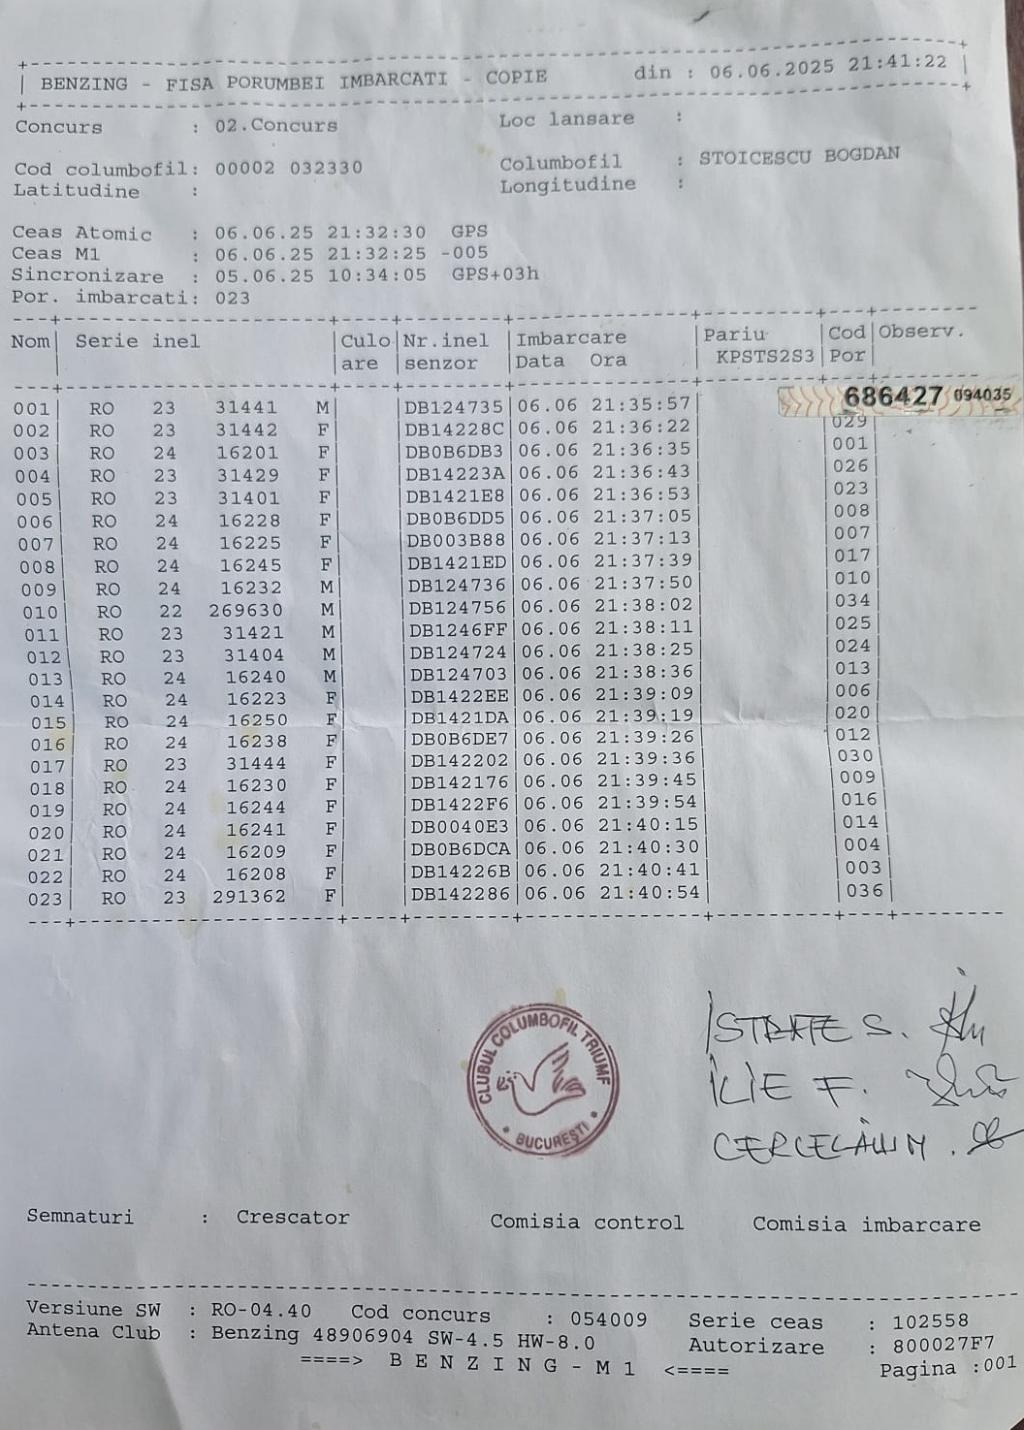 BENZING - FISA PORUMBEI IMBARCATI - COPIE din : 06.06.2025 21:41:22
Concurs : 02.Concurs Loc lansare :
Cod columbofil: 00002 032330 Columbofil : STOICESCU BOGDAN
Latitudine : Longitudine :
Ceas Atomic : 06.06.25 21:32:30 GPS
Ceas M1 : 06.06.25 21:32:25 -005
Sincronizare : 05.06.25 10:34:05 GPS+03h
Por. imbarcati: 023
Nom| Serie inel |Culo|Nr.inel |Imbarcare |Pariu |Cod|Observ.
| |are |senzor |Data Ora | KPSTS2S3|Por|
001| RO 23 31441 M| |DB124735|06.06 21:35:57| 686427 094035
002| RO 23 31442 F| |DB14228C|06.06 21:36:22| |029|
003| RO 24 16201 F| |DB0B6DB3|06.06 21:36:35| |001|
004| RO 23 31429 F| |DB14223A|06.06 21:36:43| |026|
005| RO 23 31401 F| |DB1421E8|06.06 21:36:53| |023|
006| RO 24 16228 F| |DB0B6DD5|06.06 21:37:05| |008|
007| RO 24 16225 F| |DB003B88|06.06 21:37:13| |007|
008| RO 24 16245 F| |DB1421ED|06.06 21:37:39| |017|
009| RO 24 16232 M| |DB124736|06.06 21:37:50| |010|
010| RO 22 269630 M| |DB124756|06.06 21:38:02| |034|
011| RO 23 31421 M| |DB1246FF|06.06 21:38:11| |025|
012| RO 23 31404 M| |DB124724|06.06 21:38:25| |024|
013| RO 24 16240 M| |DB124703|06.06 21:38:36| |013|
014| RO 24 16223 F| |DB1422EE|06.06 21:39:09| |006|
015| RO 24 16250 F| |DB1421DA|06.06 21:39:19| |020|
016| RO 24 16238 F| |DB0B6DE7|06.06 21:39:26| |012|
017| RO 23 31444 F| |DB142202|06.06 21:39:36| |030|
018| RO 24 16230 F| |DB142176|06.06 21:39:45| |009|
019| RO 24 16244 F| |DB1422F6|06.06 21:39:54| |016|
020| RO 24 16241 F| |DB0040E3|06.06 21:40:15| |014|
021| RO 24 16209 F| |DB0B6DCA|06.06 21:40:30| |004|
022| RO 24 16208 F| |DB14226B|06.06 21:40:41| |003|
023| RO 23 291362 F| |DB142286|06.06 21:40:54| |036|
CLUBUL COLUMBOFIL TRIUMF
• BUCUREȘTI •
ISTRATE S.
ILIE F.
Semnaturi : Crescator Comisia control Comisia imbarcare
Versiune SW : RO-04.40 Cod concurs : 054009 Serie ceas : 102558
Antena Club : Benzing 48906904 SW-4.5 HW-8.0 Autorizare : 800027F7
====> B E N Z I N G - M 1 <==== Pagina :001